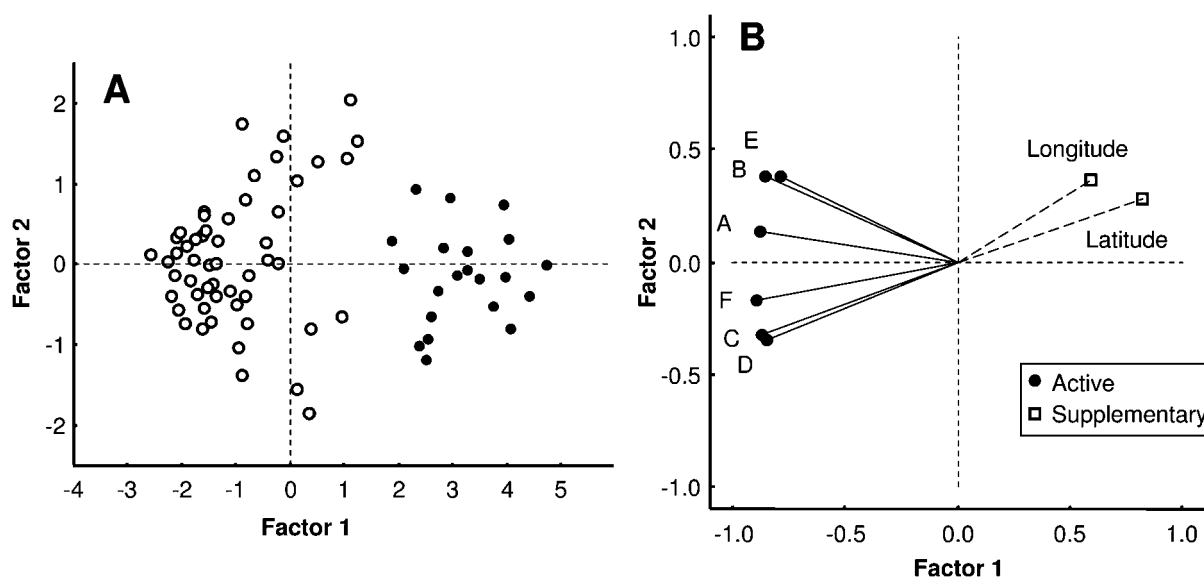 A
2
1
0
-1
-2
Factor 2
-4 -3 -2 -1 0 1 2 3 4 5
Factor 1
B
1.0
0.5
0.0
-0.5
-1.0
Factor 2
E
B
A
F
C
D
Longitude
Latitude
Active
Supplementary
-1.0 -0.5 0.0 0.5 1.0
Factor 1